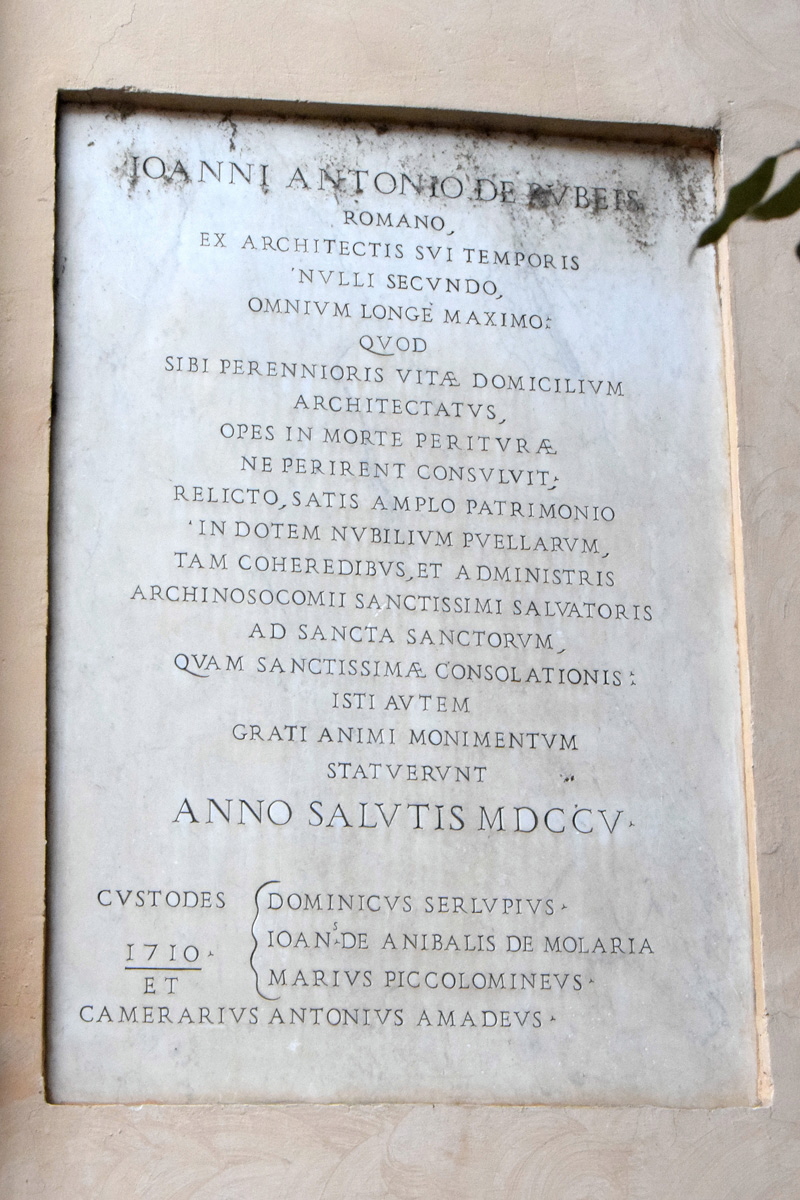 IOANNI ANTONIO DE RVBEIS
ROMANO,
EX ARCHITECTIS SVI TEMPORIS
NVLLI SECVNDO,
OMNIVM LONGE MAXIMO:
QVOD
SIBI PERENNIORIS VITÆ DOMICILIVM
ARCHITECTATVS,
OPES IN MORTE PERITVRÆ
NE PERIRENT CONSVLVIT;
RELICTO, SATIS AMPLO PATRIMONIO
IN DOTEM NVBILIVM PVELLARVM,
TAM COHEREDIBVS, ET ADMINISTRIS
ARCHINOSOCOMII SANCTISSIMI SALVATORIS
AD SANCTA SANCTORVM,
QVAM SANCTISSIMÆ CONSOLATIONIS:
ISTI AVTEM
GRATI ANIMI MONIMENTVM
STATVERVNT
ANNO SALVTIS MDCCV.
CVSTODES DOMINICVS SERLVPIVS.
IOANˢ. DE ANIBALIS DE MOLARIA
1710.
MARIVS PICCOLOMINEVS.
ET
CAMERARIVS ANTONIVS AMADEVS.